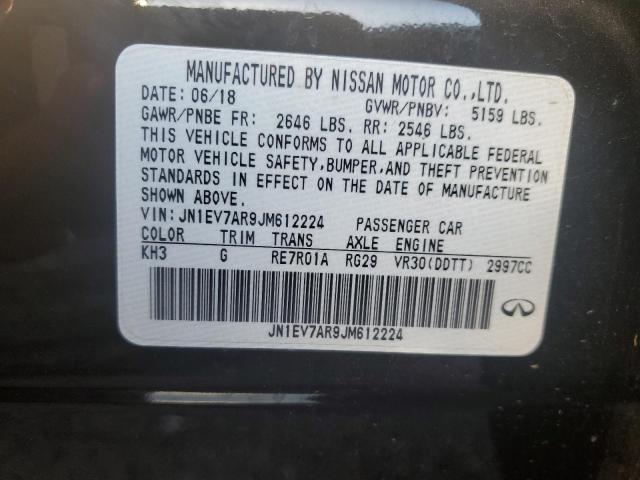 MANUFACTURED BY NISSAN MOTOR CO.,LTD.
DATE: 06/18 GVWR/PNBV: 5159 LBS.
GAWR/PNBE FR: 2646 LBS. RR: 2546 LBS.
THIS VEHICLE CONFORMS TO ALL APPLICABLE FEDERAL
MOTOR VEHICLE SAFETY,BUMPER,AND THEFT PREVENTION
STANDARDS IN EFFECT ON THE DATE OF MANUFACTURE
SHOWN ABOVE.
VIN:JN1EV7AR9JM612224 PASSENGER CAR
COLOR TRIM TRANS AXLE ENGINE
KH3 G RE7R01A RG29 VR30(DDTT) 2997CC
JN1EV7AR9JM612224